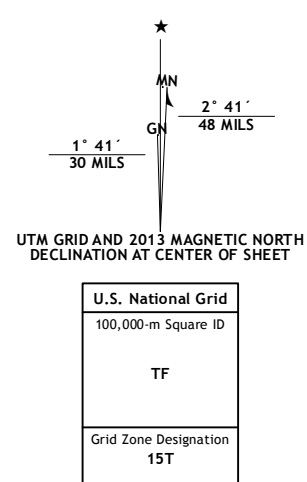 ★
MN
GN
2° 41´
48 MILS
1° 41´
30 MILS
UTM GRID AND 2013 MAGNETIC NORTH
DECLINATION AT CENTER OF SHEET
U.S. National Grid
100,000-m Square ID
TF
Grid Zone Designation
15T